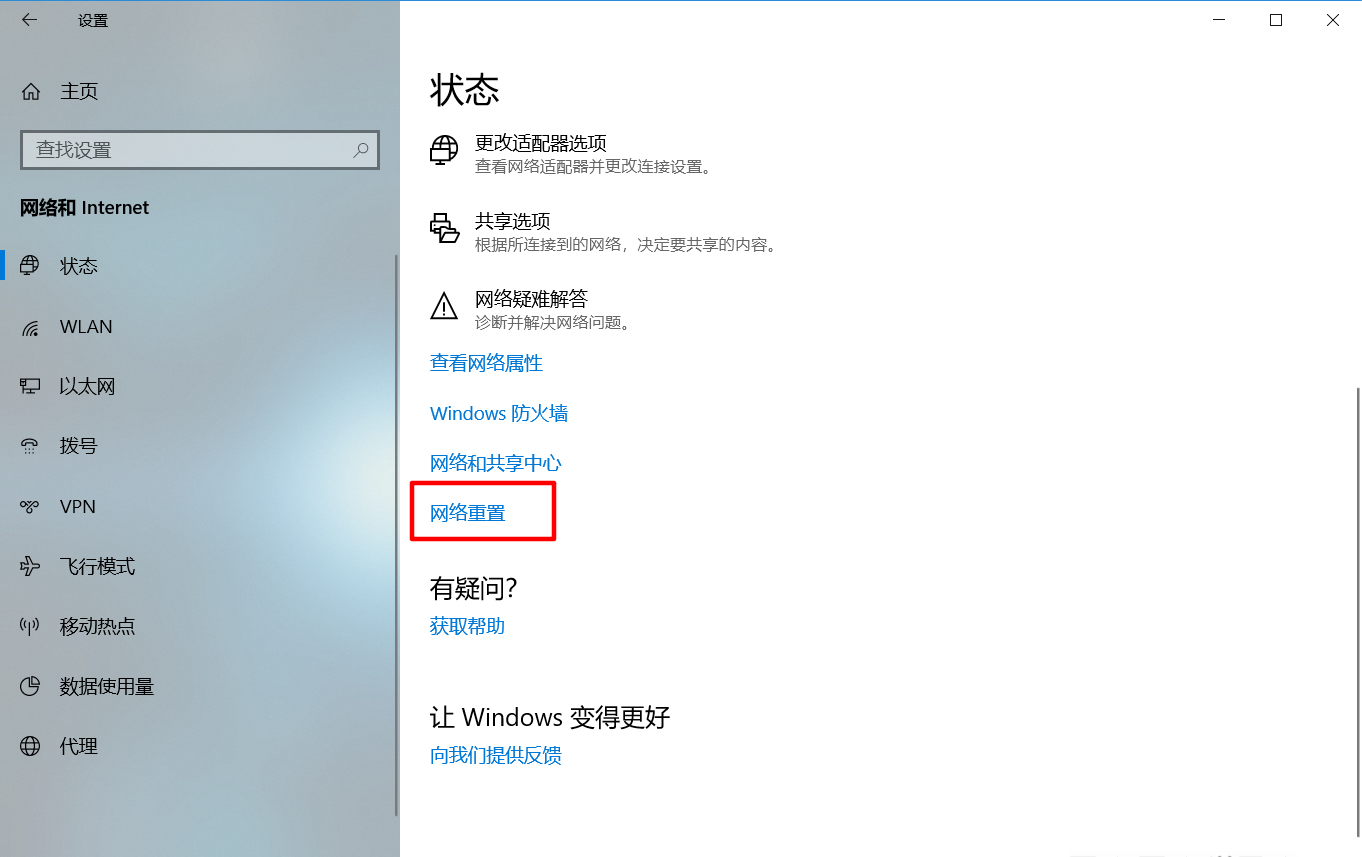 设置
主页
查找设置
网络和 Internet
状态
WLAN
以太网
拨号
VPN
飞行模式
移动热点
数据使用量
代理
状态
更改适配器选项
查看网络适配器并更改连接设置。
共享选项
根据所连接到的网络，决定要共享的内容。
网络疑难解答
诊断并解决网络问题。
查看网络属性
Windows 防火墙
网络和共享中心
网络重置
有疑问?
获取帮助
让 Windows 变得更好
向我们提供反馈